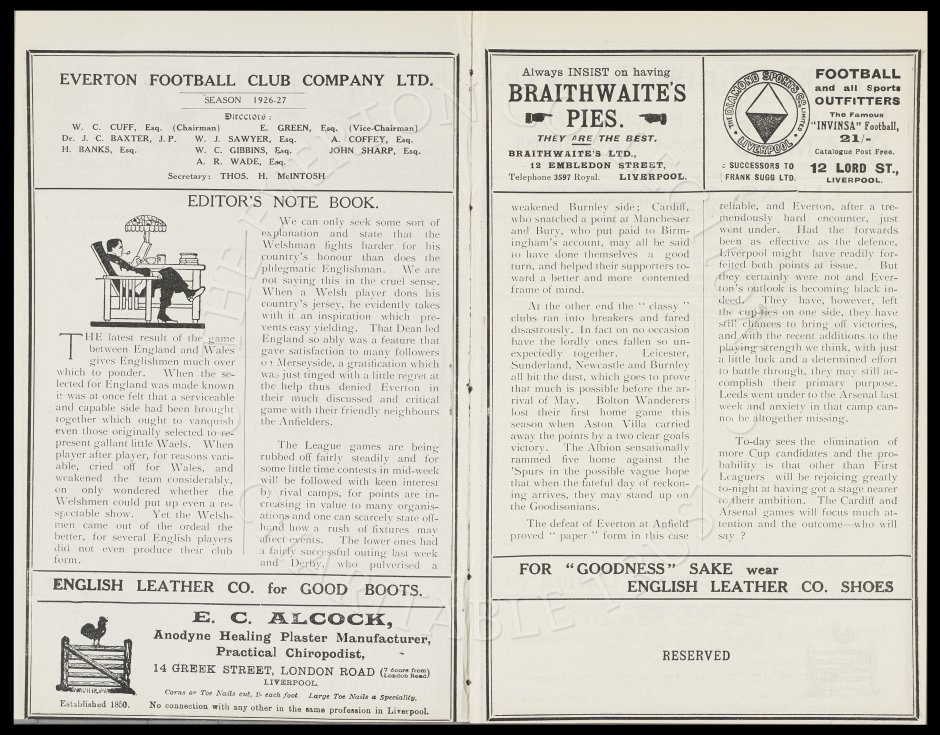 EVERTON FOOTBALL CLUB COMPANY LTD.
SEASON 1926-27
Directors:
W. C. CUFF, Esq. (Chairman) E. GREEN, Esq. (Vice-Chairman)
Dr. J. C. BAXTER, J.P. W. J. SAWYER, Esq. A. COFFEY, Esq.
H. BANKS, Esq. W. C. GIBBINS, Esq. JOHN SHARP, Esq.
A. R. WADE, Esq.
Secretary: THOS. H. McINTOSH
EDITOR'S NOTE BOOK.
THE latest result of the game
between England and Wales
gives Englishmen much over
which to ponder. When the se-
lected for England was made known
it was at once felt that a serviceable
and capable side had been brought
together which ought to vanquish
even those originally selected to re-
present gallant little Waels. When
player after player, for reasons vari-
able, cried off for Wales, and
weakened the team considerably,
on only wondered whether the
Welshmen could put up even a re-
spectable show. Yet the Welsh-
men came out of the ordeal the
better, for several English players
did not even produce their club
form.
We can only seek some sort of
explanation and state that the
Welshman fights harder for his
country's honour than does the
phlegmatic Englishman. We are
not saying this in the cruel sense.
When a Welsh player dons his
country's jersey, he evidently takes
with it an inspiration which pre-
vents easy yielding. That Dean led
England so ably was a feature that
gave satisfaction to many followers
on Merseyside, a gratification which
was just tinged with a little regret at
the help thus denied Everton in
their much discussed and critical
game with their friendly neighbours
the Anfielders.
The League games are being
rubbed off fairly steadily and for
some little time contests in mid-week
will be followed with keen interest
by rival camps, for points are in-
creasing in value to many organis-
ations and one can scarcely state off-
hand how a rush of fixtures may
affect events. The lower ones had
a fairly successful outing last week
and Derby, who pulverised a
ENGLISH LEATHER CO. for GOOD BOOTS.
E. C. ALCOCK,
Anodyne Healing Plaster Manufacturer,
Practical Chiropodist,
14 GREEK STREET, LONDON ROAD (7 doors from London Road)
LIVERPOOL.
Corns or Toe Nails cut, 1/- each foot Large Toe Nails a Speciality.
Established 1850. No connection with any other in the same profession in Liverpool.
Always INSIST on having
BRAITHWAITE'S
PIES.
THEY ARE THE BEST.
BRAITHWAITE'S LTD.,
12 EMBLEDON STREET,
Telephone 3597 Royal. LIVERPOOL.
THE DIAMOND SPORTS CO. LIMITED
LIVERPOOL
SUCCESSORS TO
FRANK SUGG LTD.
FOOTBALL
and all Sports
OUTFITTERS
The Famous
"INVINSA" Football,
21/-
Catalogue Post Free.
12 LORD ST.,
LIVERPOOL.
weakened Burnley side; Cardiff,
who snatched a point at Manchester
and Bury, who put paid to Birm-
ingham's account, may all be said
to have done themselves a good
turn, and helped their supporters to-
ward a better and more contented
frame of mind.
At the other end the "classy"
clubs ran into breakers and fared
disastrously. In fact on no occasion
have the lordly ones fallen so un-
expectedly together. Leicester,
Sunderland, Newcastle and Burnley
all bit the dust, which goes to prove
that much is possible before the ar-
rival of May. Bolton Wanderers
lost their first home game this
season when Aston Villa carried
away the points by a two clear goals
victory. The Albion sensationally
rammed five home against the
'Spurs in the possible vague hope
that when the fateful day of reckon-
ing arrives, they may stand up on
the Goodisonians.
The defeat of Everton at Anfield
proved "paper" form in this case
reliable, and Everton, after a tre-
mendously hard encounter, just
went under. Had the forwards
been as effective as the defence,
Liverpool might have readily for-
feited both points at issue. But
they certainly were not and Ever-
ton's outlook is becoming black in-
deed. They have, however, left
the cup-ties on one side, they have
still chances to bring off victories,
and with the recent additions to the
playing strength we think, with just
a little luck and a determined effort
to battle through, they may still ac-
complish their primary purpose.
Leeds went under to the Arsenal last
week and anxiety in that camp can-
not be altogether missing.
To-day sees the elimination of
more Cup candidates and the pro-
bability is that other than First
Leaguers will be rejoicing greatly
to-night at having got a stage nearer
to their ambition. The Cardiff and
Arsenal games will focus much at-
tention and the outcome—who will
say?
FOR "GOODNESS" SAKE wear
ENGLISH LEATHER CO. SHOES
RESERVED